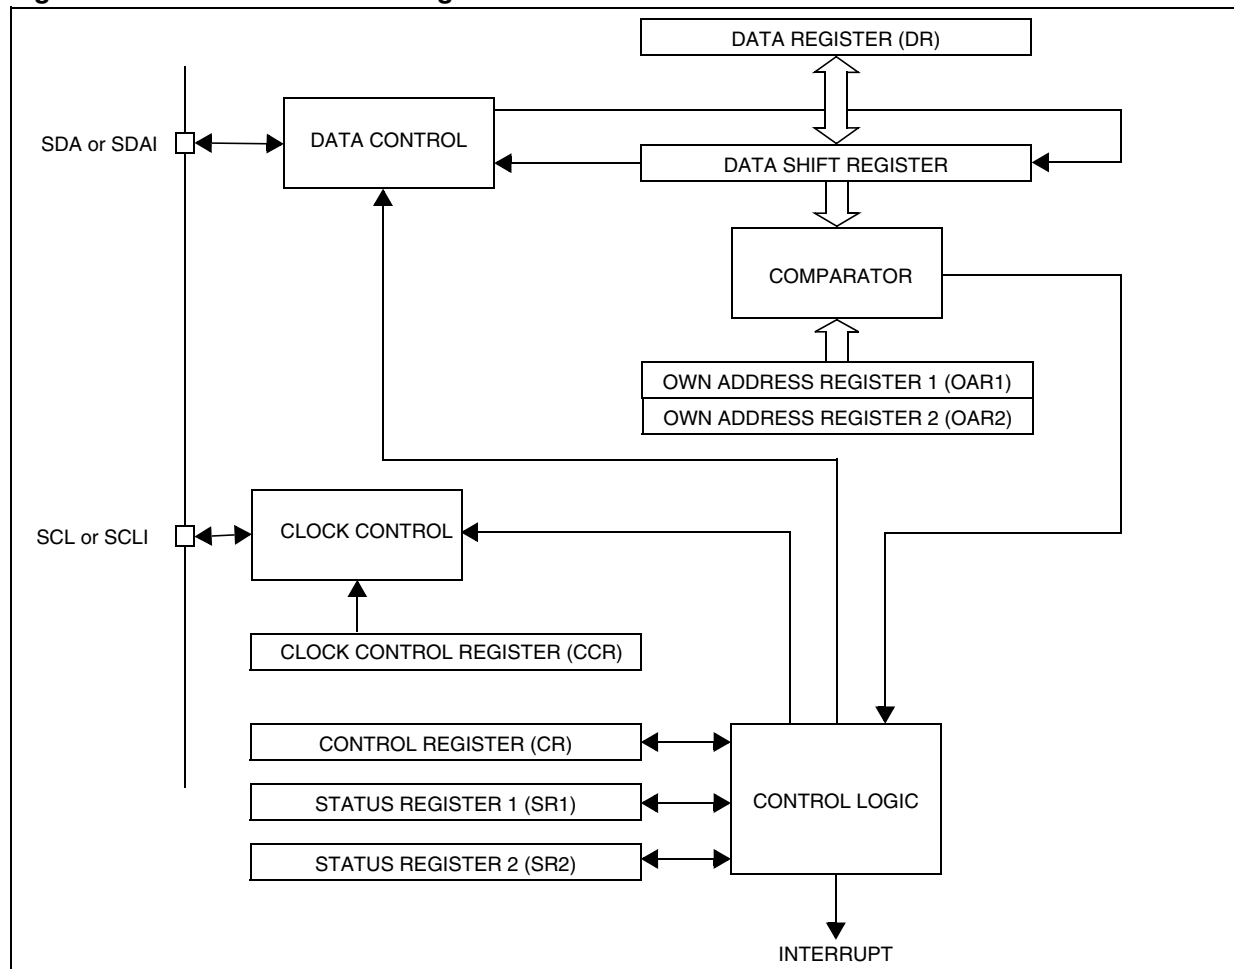 DATA REGISTER (DR)
SDA or SDAI
DATA CONTROL
DATA SHIFT REGISTER
COMPARATOR
OWN ADDRESS REGISTER 1 (OAR1)
OWN ADDRESS REGISTER 2 (OAR2)
SCL or SCLI
CLOCK CONTROL
CLOCK CONTROL REGISTER (CCR)
CONTROL REGISTER (CR)
STATUS REGISTER 1 (SR1)
CONTROL LOGIC
STATUS REGISTER 2 (SR2)
INTERRUPT